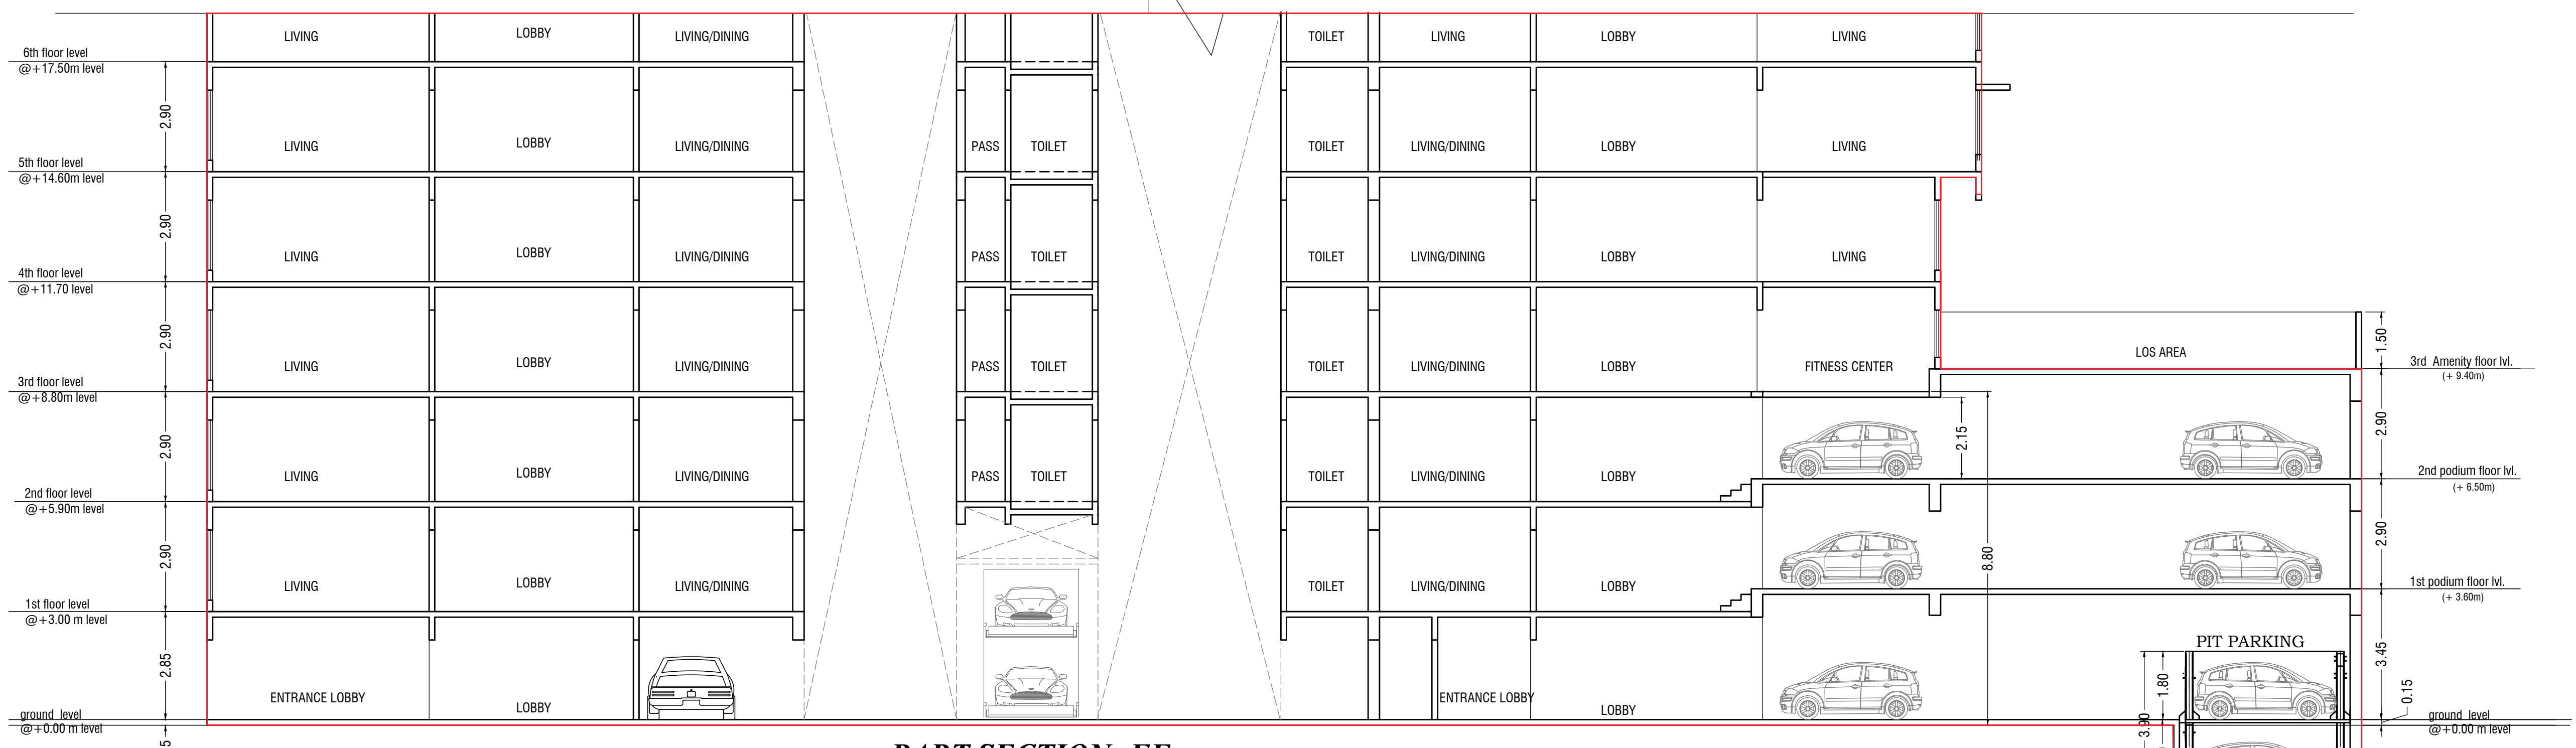 LIVING LOBBY LIVING/DINING TOILET LIVING LOBBY LIVING
6th floor level
@+17.50m level
2.90
LIVING LOBBY LIVING/DINING PASS TOILET TOILET LIVING/DINING LOBBY LIVING
5th floor level
@+14.60m level
2.90
LIVING LOBBY LIVING/DINING PASS TOILET TOILET LIVING/DINING LOBBY LIVING
4th floor level
@+11.70 level
2.90
1.50
LOS AREA
LIVING LOBBY LIVING/DINING PASS TOILET TOILET LIVING/DINING LOBBY FITNESS CENTER
3rd Amenity floor lvl.
(+ 9.40m)
3rd floor level
@+8.80m level
2.90
2.15
2.90
LIVING LOBBY LIVING/DINING PASS TOILET TOILET LIVING/DINING LOBBY
2nd podium floor lvl.
(+ 6.50m)
2nd floor level
@+5.90m level
2.90
8.80
2.90
LIVING LOBBY LIVING/DINING TOILET LIVING/DINING LOBBY
1st podium floor lvl.
(+ 3.60m)
1st floor level
@+3.00 m level
2.85
PIT PARKING
3.45
1.80
3.90
0.15
ENTRANCE LOBBY LOBBY ENTRANCE LOBBY LOBBY
ground level
@+0.00 m level
ground level
@+0.00 m level